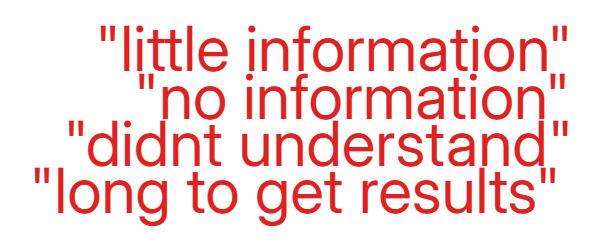 "little information"
"no information"
"didnt understand"
"long to get results"